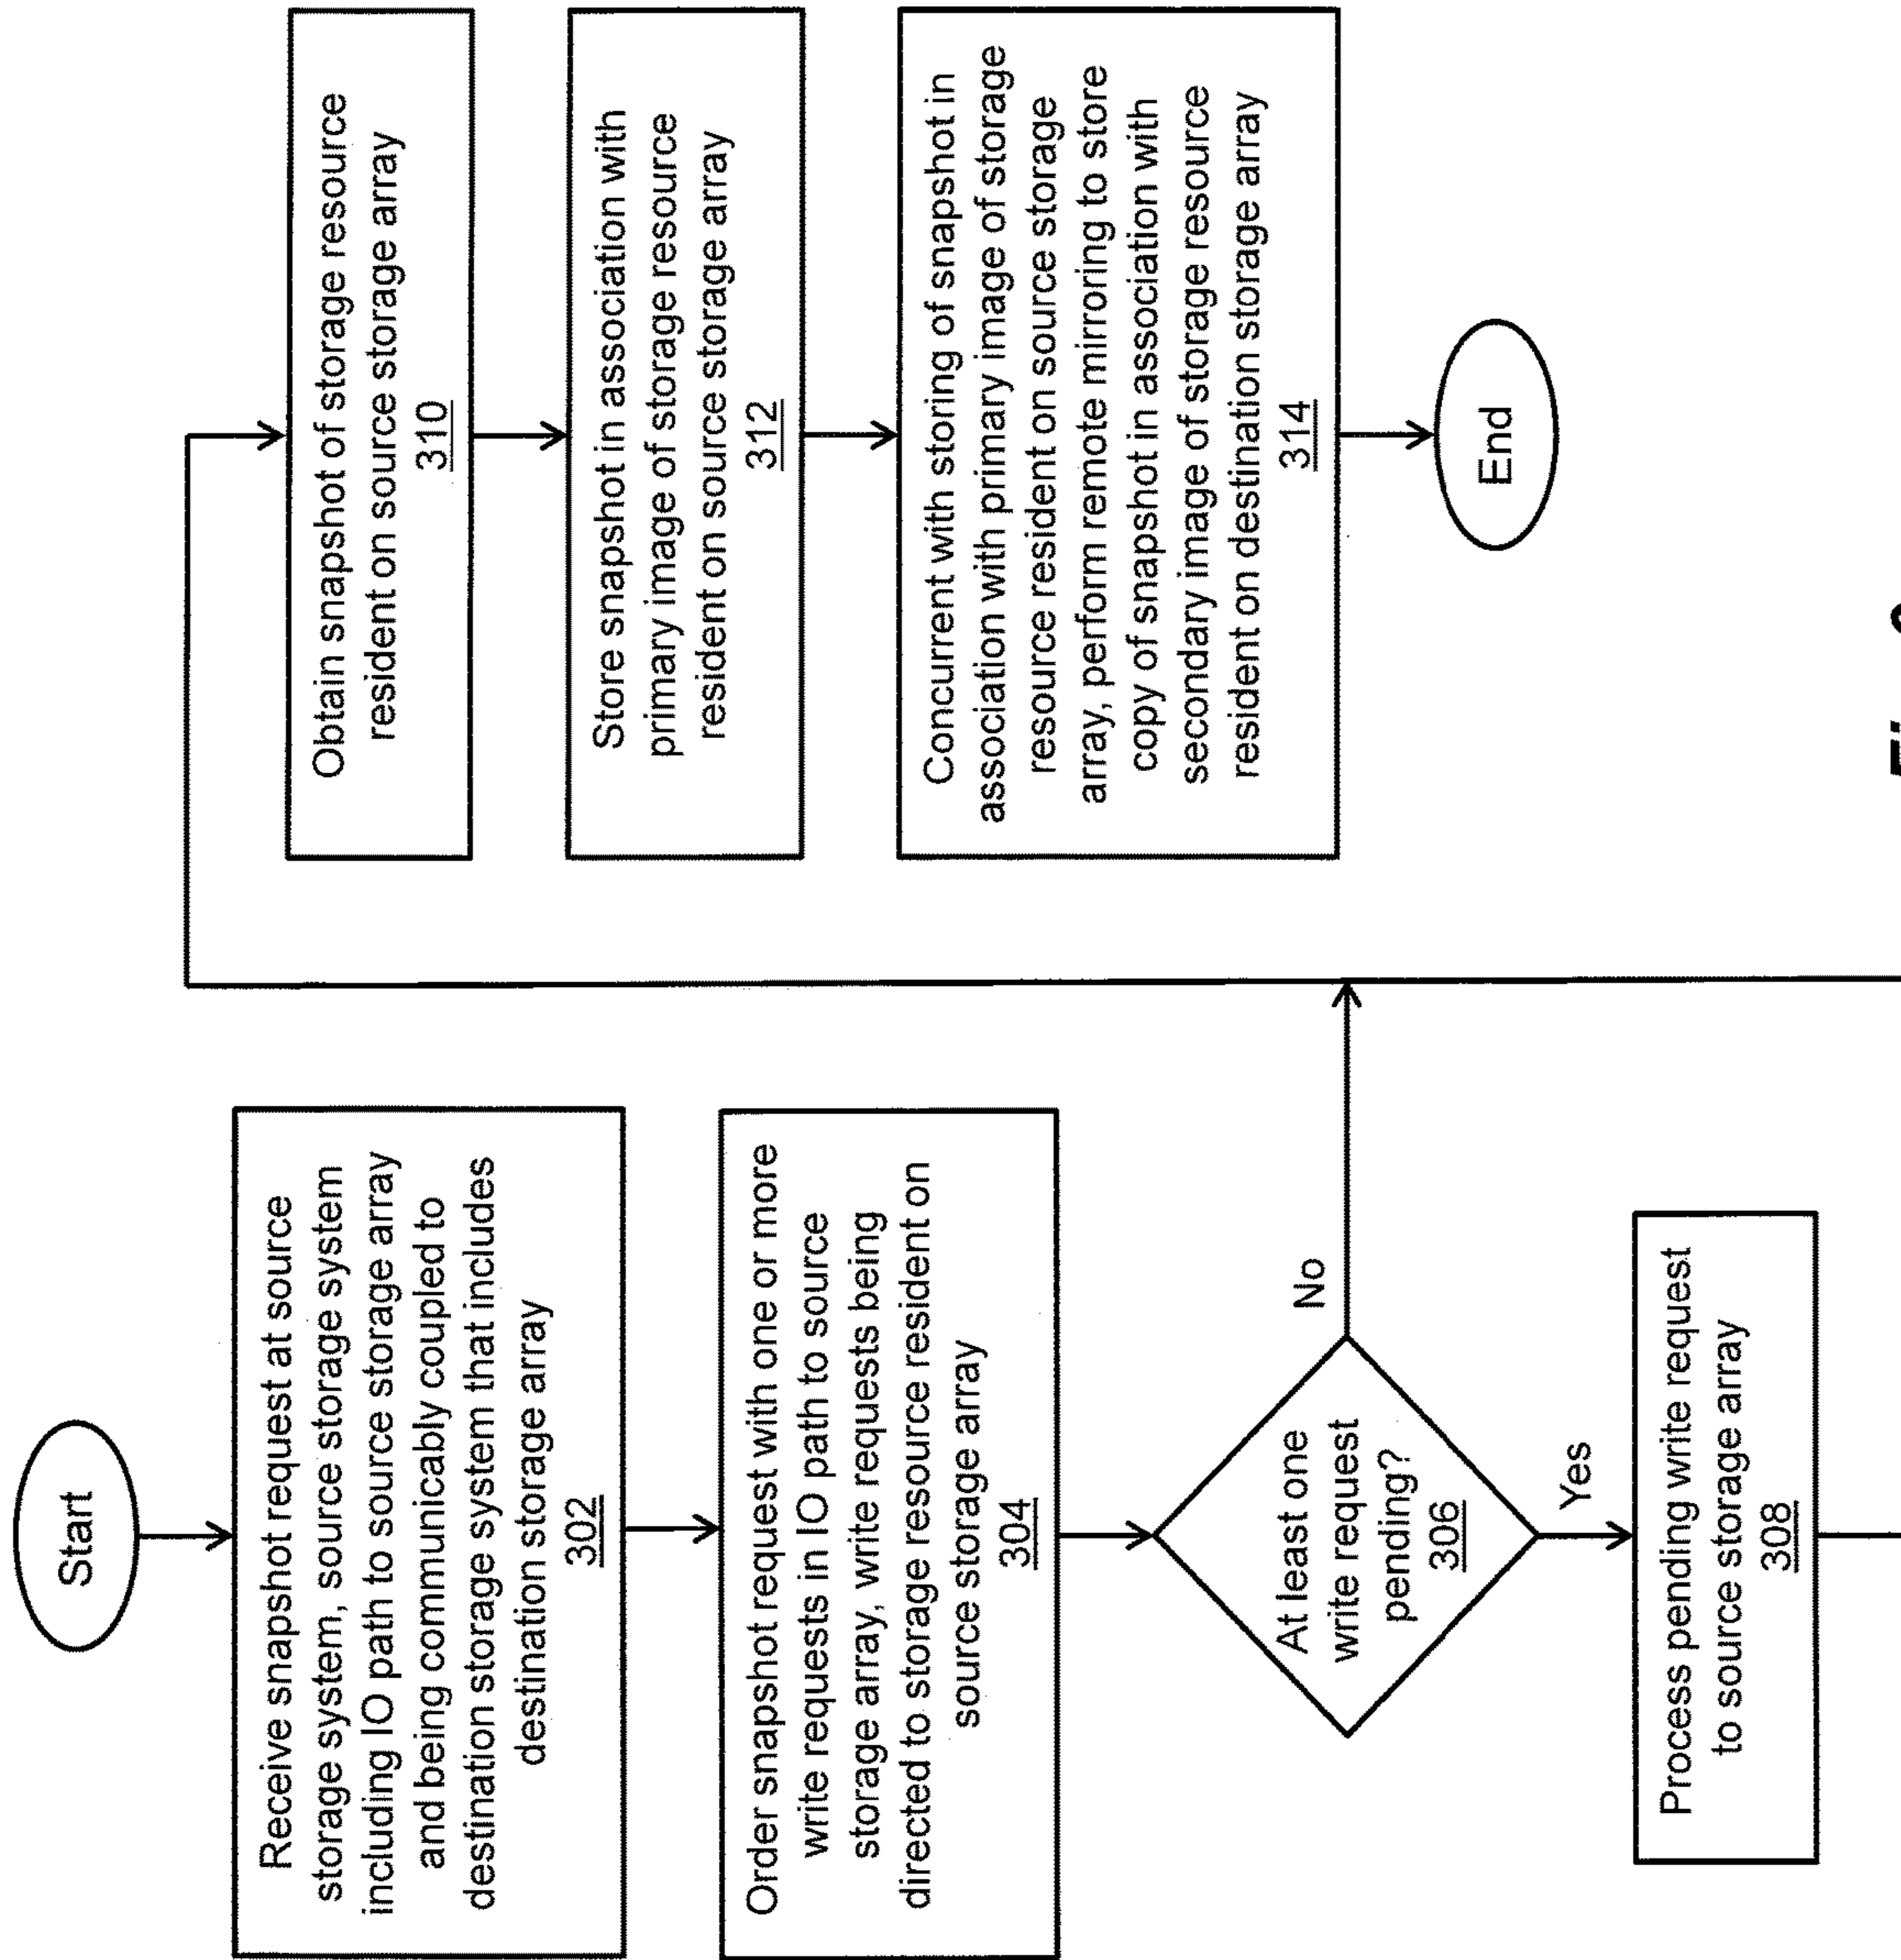 Start
Receive snapshot request at source
storage system, source storage system
including IO path to source storage array
and being communicably coupled to
destination storage system that includes
destination storage array
302
Order snapshot request with one or more
write requests in IO path to source
storage array, write requests being
directed to storage resource resident on
source storage array
304
At least one
write request
pending?
306
No
Yes
Process pending write request
to source storage array
308
Obtain snapshot of storage resource
resident on source storage array
310
Store snapshot in association with
primary image of storage resource
resident on source storage array
312
Concurrent with storing of snapshot in
association with primary image of storage
resource resident on source storage
array, perform remote mirroring to store
copy of snapshot in association with
secondary image of storage resource
resident on destination storage array
314
End